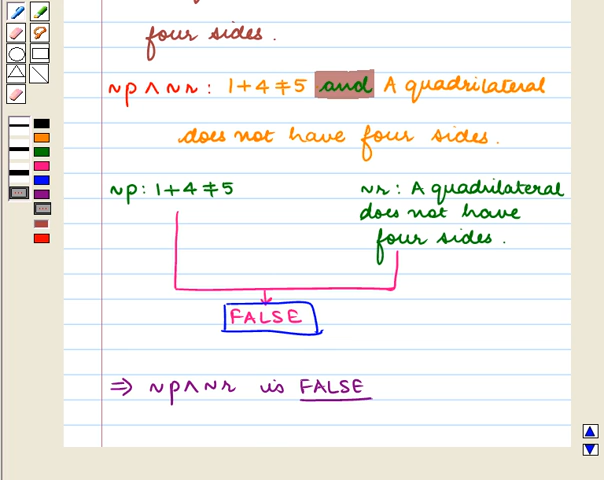 four sides.
~p ∧ ~r : 1+4≠5 and A quadrilateral
does not have four sides.
~p : 1+4≠5
~r : A quadrilateral
does not have
four sides.
FALSE
⇒ ~p ∧ ~r is FALSE